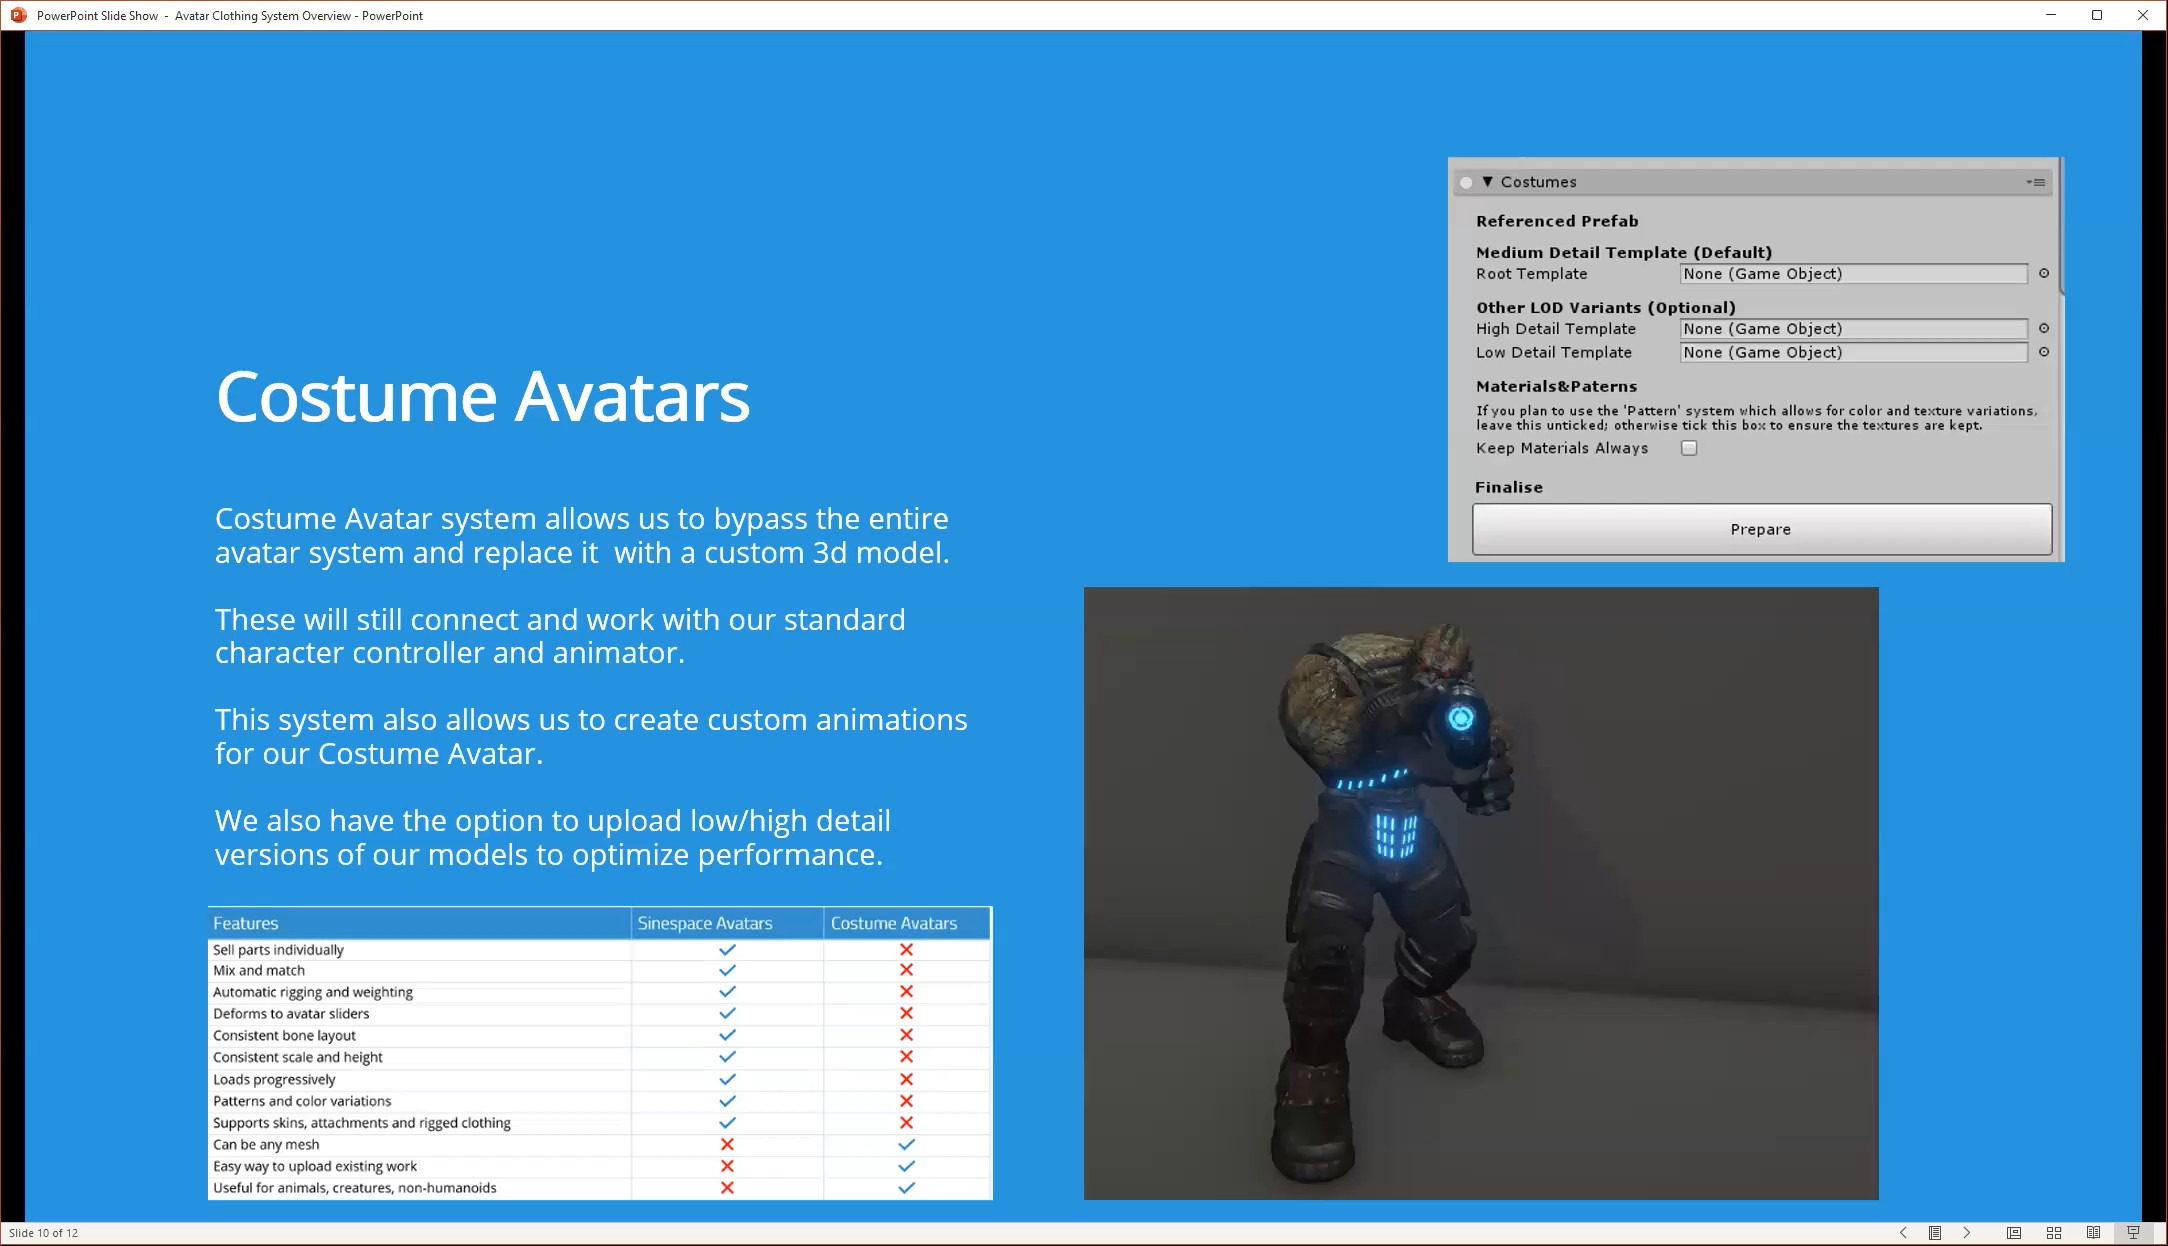 PowerPoint Slide Show - Avatar Clothing System Overview - PowerPoint
Costumes
Referenced Prefab
Medium Detail Template (Default)
Root Template None (Game Object)
Other LOD Variants (Optional)
High Detail Template None (Game Object)
Low Detail Template None (Game Object)
Materials&Paterns
If you plan to use the 'Pattern' system which allows for color and texture variations,
leave this unticked; otherwise tick this box to ensure the textures are kept.
Keep Materials Always
Finalise
Prepare
Costume Avatars
Costume Avatar system allows us to bypass the entire
avatar system and replace it with a custom 3d model.
These will still connect and work with our standard
character controller and animator.
This system also allows us to create custom animations
for our Costume Avatar.
We also have the option to upload low/high detail
versions of our models to optimize performance.
Features Sinespace Avatars Costume Avatars
Sell parts individually
Mix and match
Automatic rigging and weighting
Deforms to avatar sliders
Consistent bone layout
Consistent scale and height
Loads progressively
Patterns and color variations
Supports skins, attachments and rigged clothing
Can be any mesh
Easy way to upload existing work
Useful for animals, creatures, non-humanoids
Slide 10 of 12